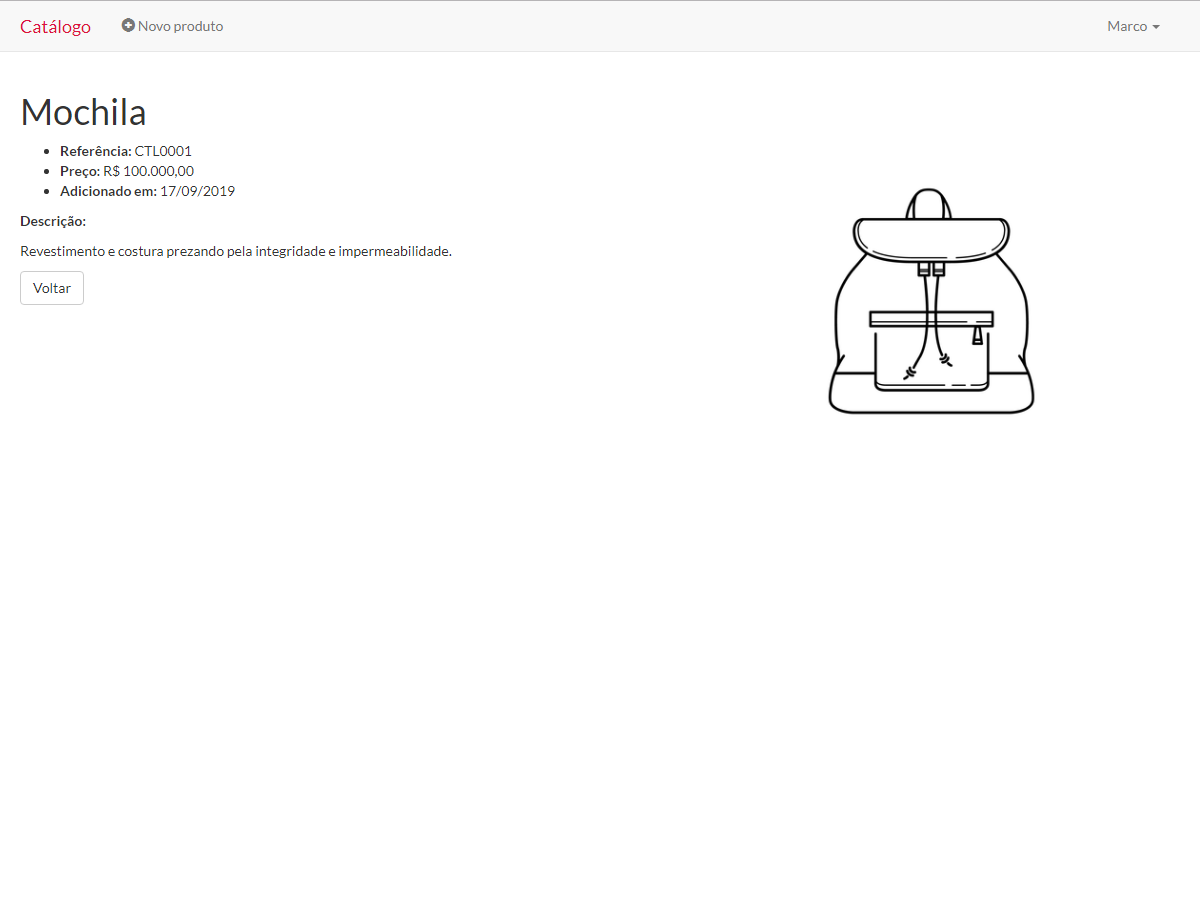 Catálogo
Novo produto
Marco
Mochila
Referência: CTL0001
Preço: R$ 100.000,00
Adicionado em: 17/09/2019
Descrição:
Revestimento e costura prezando pela integridade e impermeabilidade.
Voltar